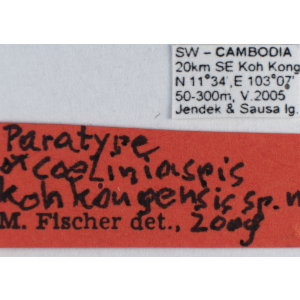 SW – CAMBODIA
20km SE Koh Kong
N 11°34', E 103°07'
50-300m, V.2005
Jendek & Sausa lg.
Paratype
♂ Coeliniaspis
kohkongensis sp. n
M. Fischer det., 2009